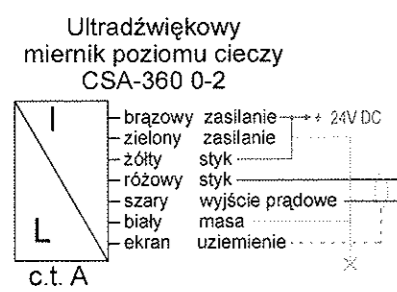 Ultradźwiękowy
miernik poziomu cieczy
CSA-360 0-2
I
brązowy zasilanie + 24V DC
zielony zasilanie
żółty styk
różowy styk
szary wyjście prądowe
biały masa
L
ekran uziemienie
c.t. A